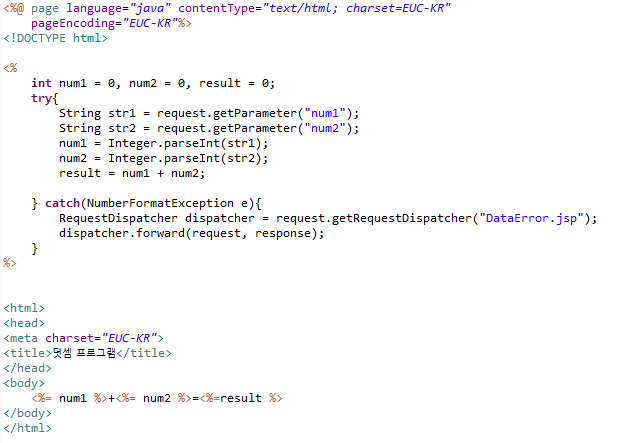 <%@ page language="java" contentType="text/html; charset=EUC-KR"
    pageEncoding="EUC-KR"%>
<!DOCTYPE html>

<%
    int num1 = 0, num2 = 0, result = 0;
    try{
        String str1 = request.getParameter("num1");
        String str2 = request.getParameter("num2");
        num1 = Integer.parseInt(str1);
        num2 = Integer.parseInt(str2);
        result = num1 + num2;

    } catch(NumberFormatException e){
        RequestDispatcher dispatcher = request.getRequestDispatcher("DataError.jsp");
        dispatcher.forward(request, response);
    }
%>


<html>
<head>
<meta charset="EUC-KR">
<title>덧셈 프로그램</title>
</head>
<body>
    <%= num1 %>+<%= num2 %>=<%=result %>
</body>
</html>